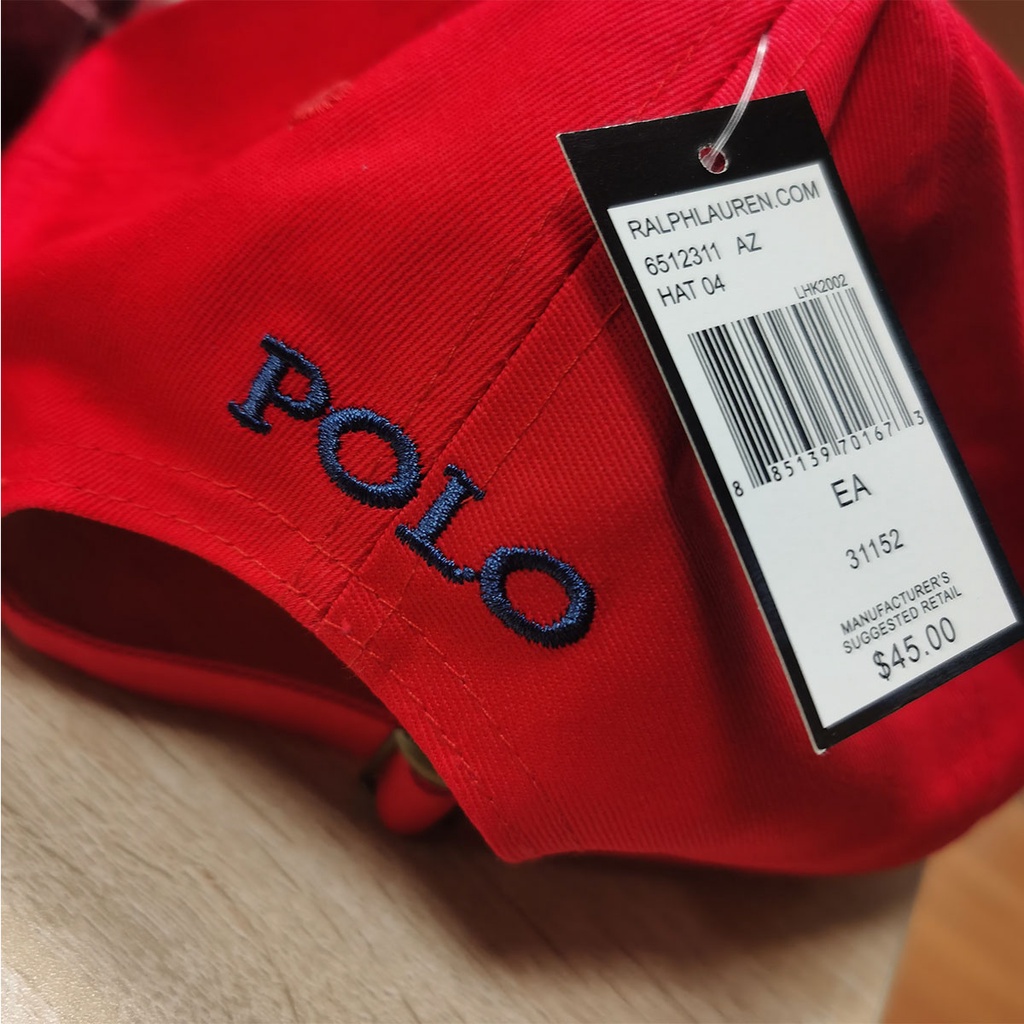 POLO
RALPHLAUREN.COM
6512311 AZ
HAT 04
LHK2002
8 85139 70167 3
EA
31152
MANUFACTURER'S
SUGGESTED RETAIL
$45.00